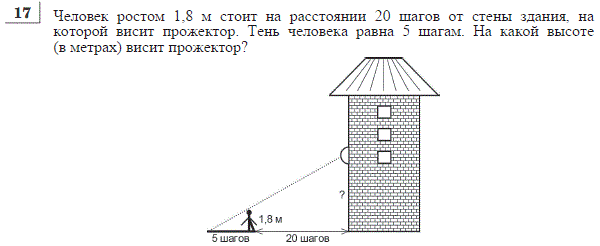 17 Человек ростом 1,8 м стоит на расстоянии 20 шагов от стены здания, на
которой висит прожектор. Тень человека равна 5 шагам. На какой высоте
(в метрах) висит прожектор?
?
1,8 м
5 шагов 20 шагов